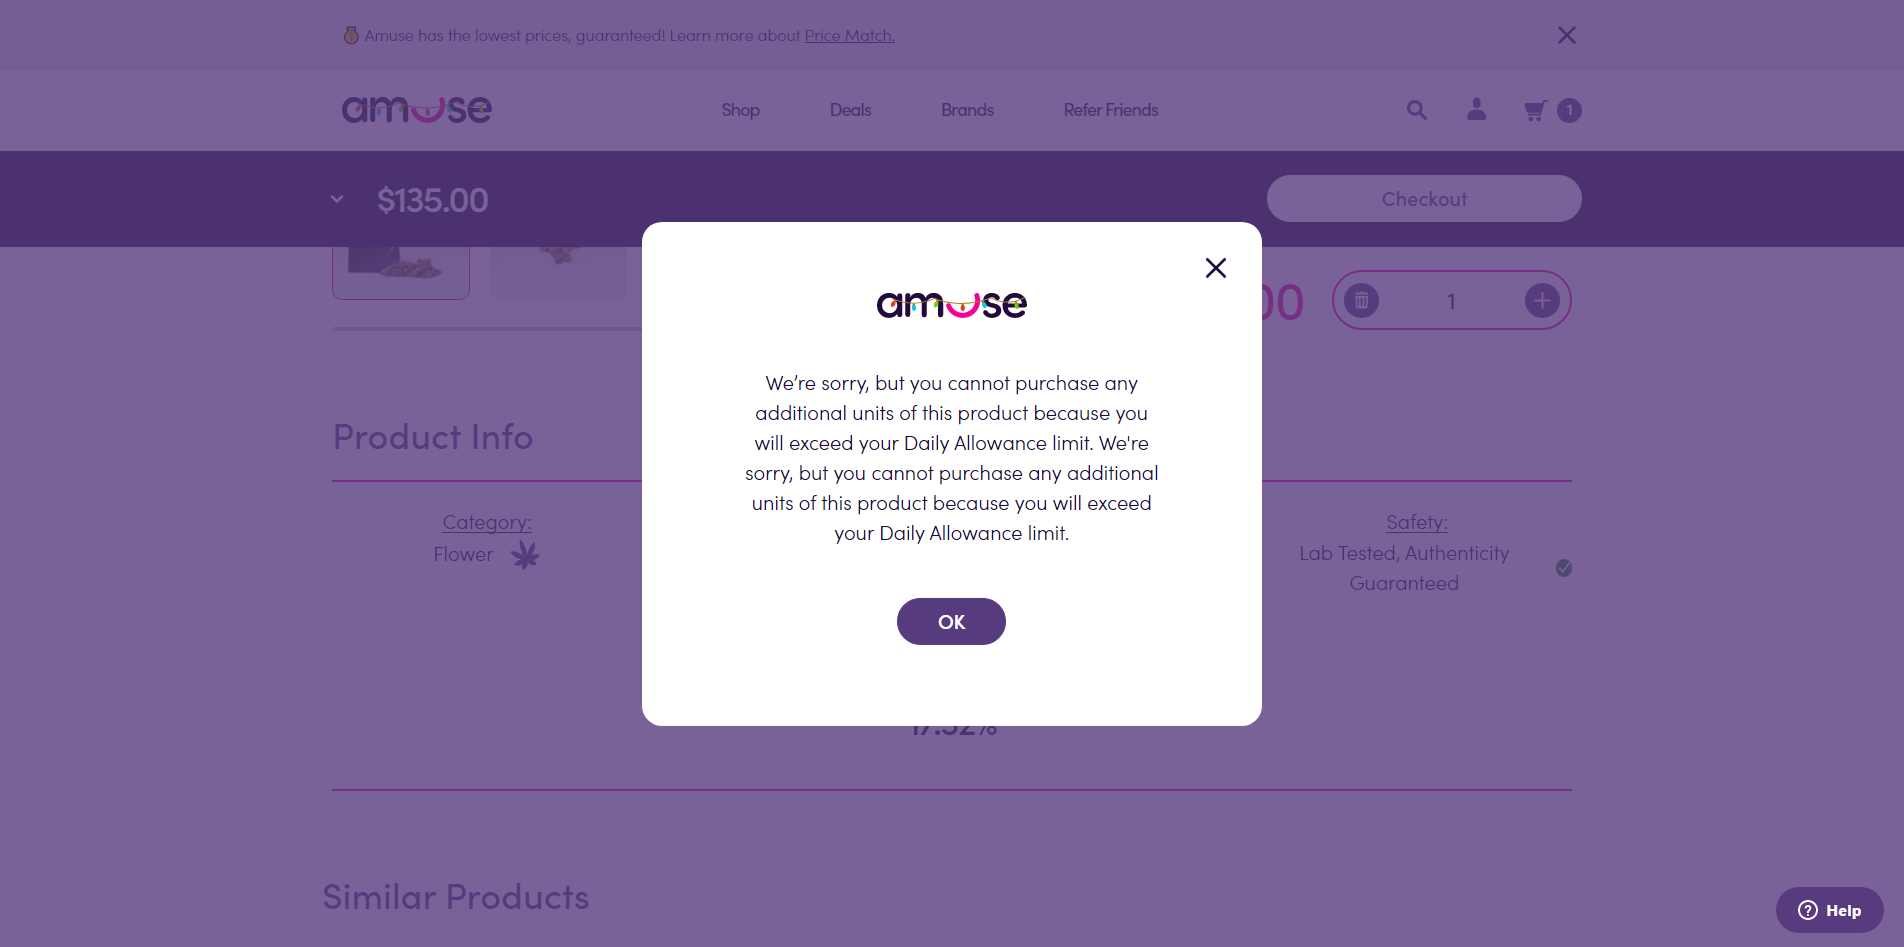 Amuse has the lowest prices, guaranteed! Learn more about Price Match.
amuse
Shop
Deals
Brands
Refer Friends
1
$135.00
Checkout
1
amuse
We’re sorry, but you cannot purchase any
additional units of this product because you
will exceed your Daily Allowance limit. We're
sorry, but you cannot purchase any additional
units of this product because you will exceed
your Daily Allowance limit.
OK
Product Info
Category:
Flower
Safety:
Lab Tested, Authenticity
Guaranteed
Similar Products
Help